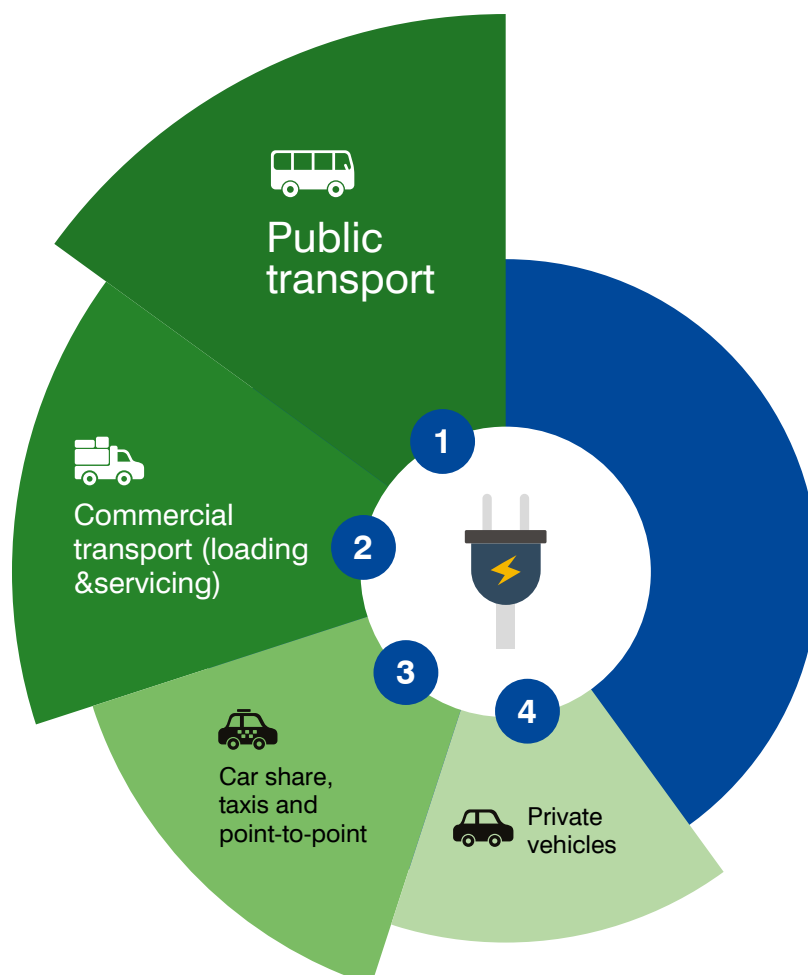 1
Public
transport
2
Commercial
transport (loading
&servicing)
3
Car share,
taxis and
point-to-point
4
Private
vehicles